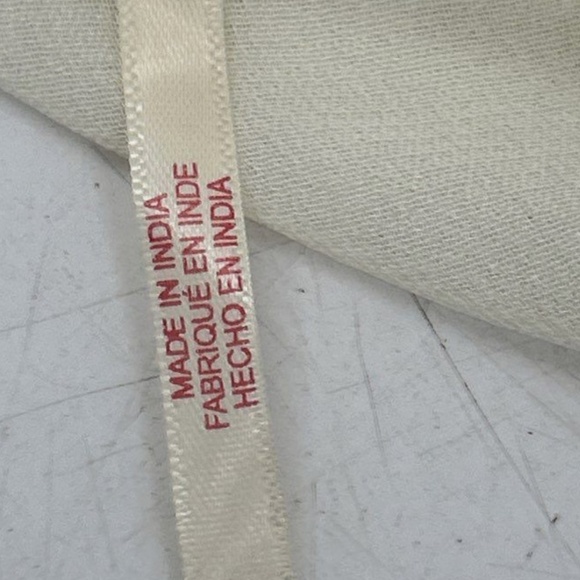 MADE IN INDIA
FABRIQUÉ EN INDE
HECHO EN INDIA